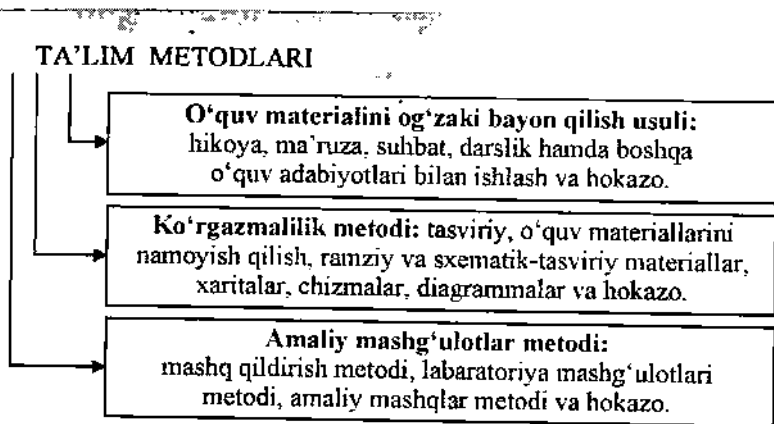 TA’LIM METODLARI
O‘quv materialini og‘zaki bayon qilish usuli:
hikoya, ma’ruza, suhbat, darslik hamda boshqa
o‘quv adabiyotlari bilan ishlash va hokazo.
Ko‘rgazmalilik metodi: tasviriy, o‘quv materiallarini
namoyish qilish, ramziy va sxematik-tasviriy materiallar,
xaritalar, chizmalar, diagrammalar va hokazo.
Amaliy mashg‘ulotlar metodi:
mashq qildirish metodi, labaratoriya mashg‘ulotlari
metodi, amaliy mashqlar metodi va hokazo.